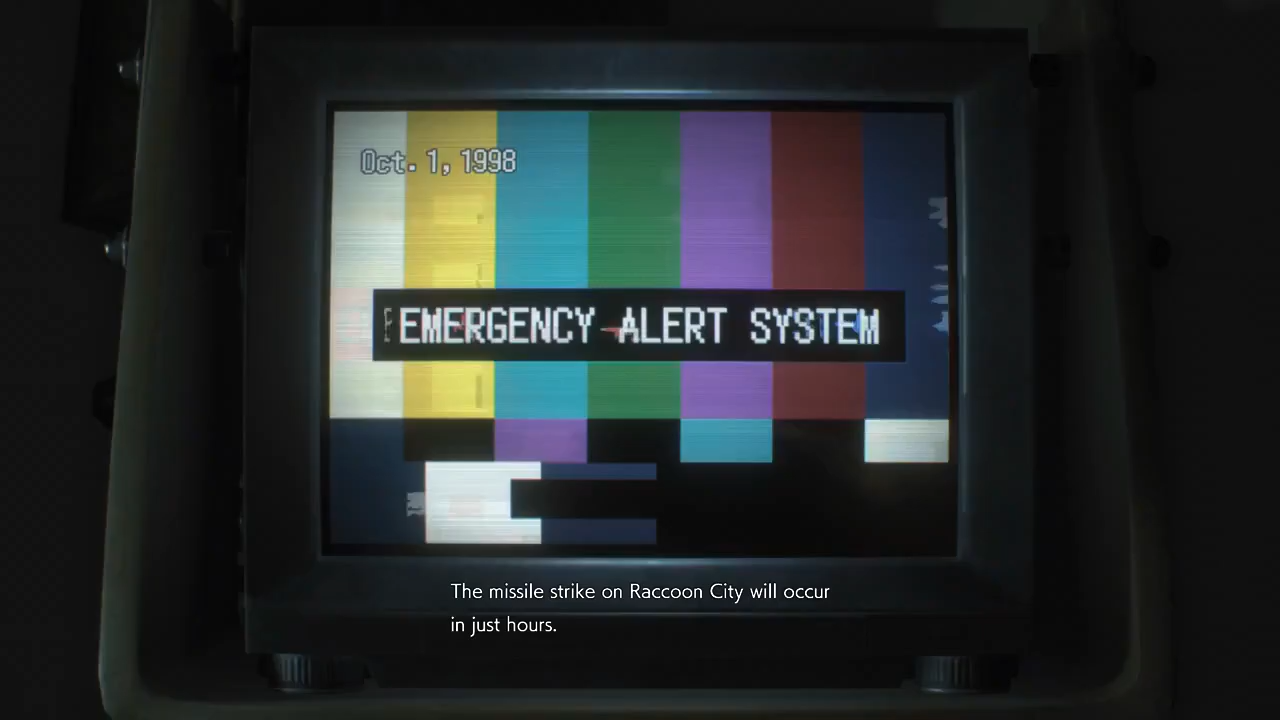 Oct. 1, 1998
EMERGENCY ALERT SYSTEM
The missile strike on Raccoon City will occur
in just hours.